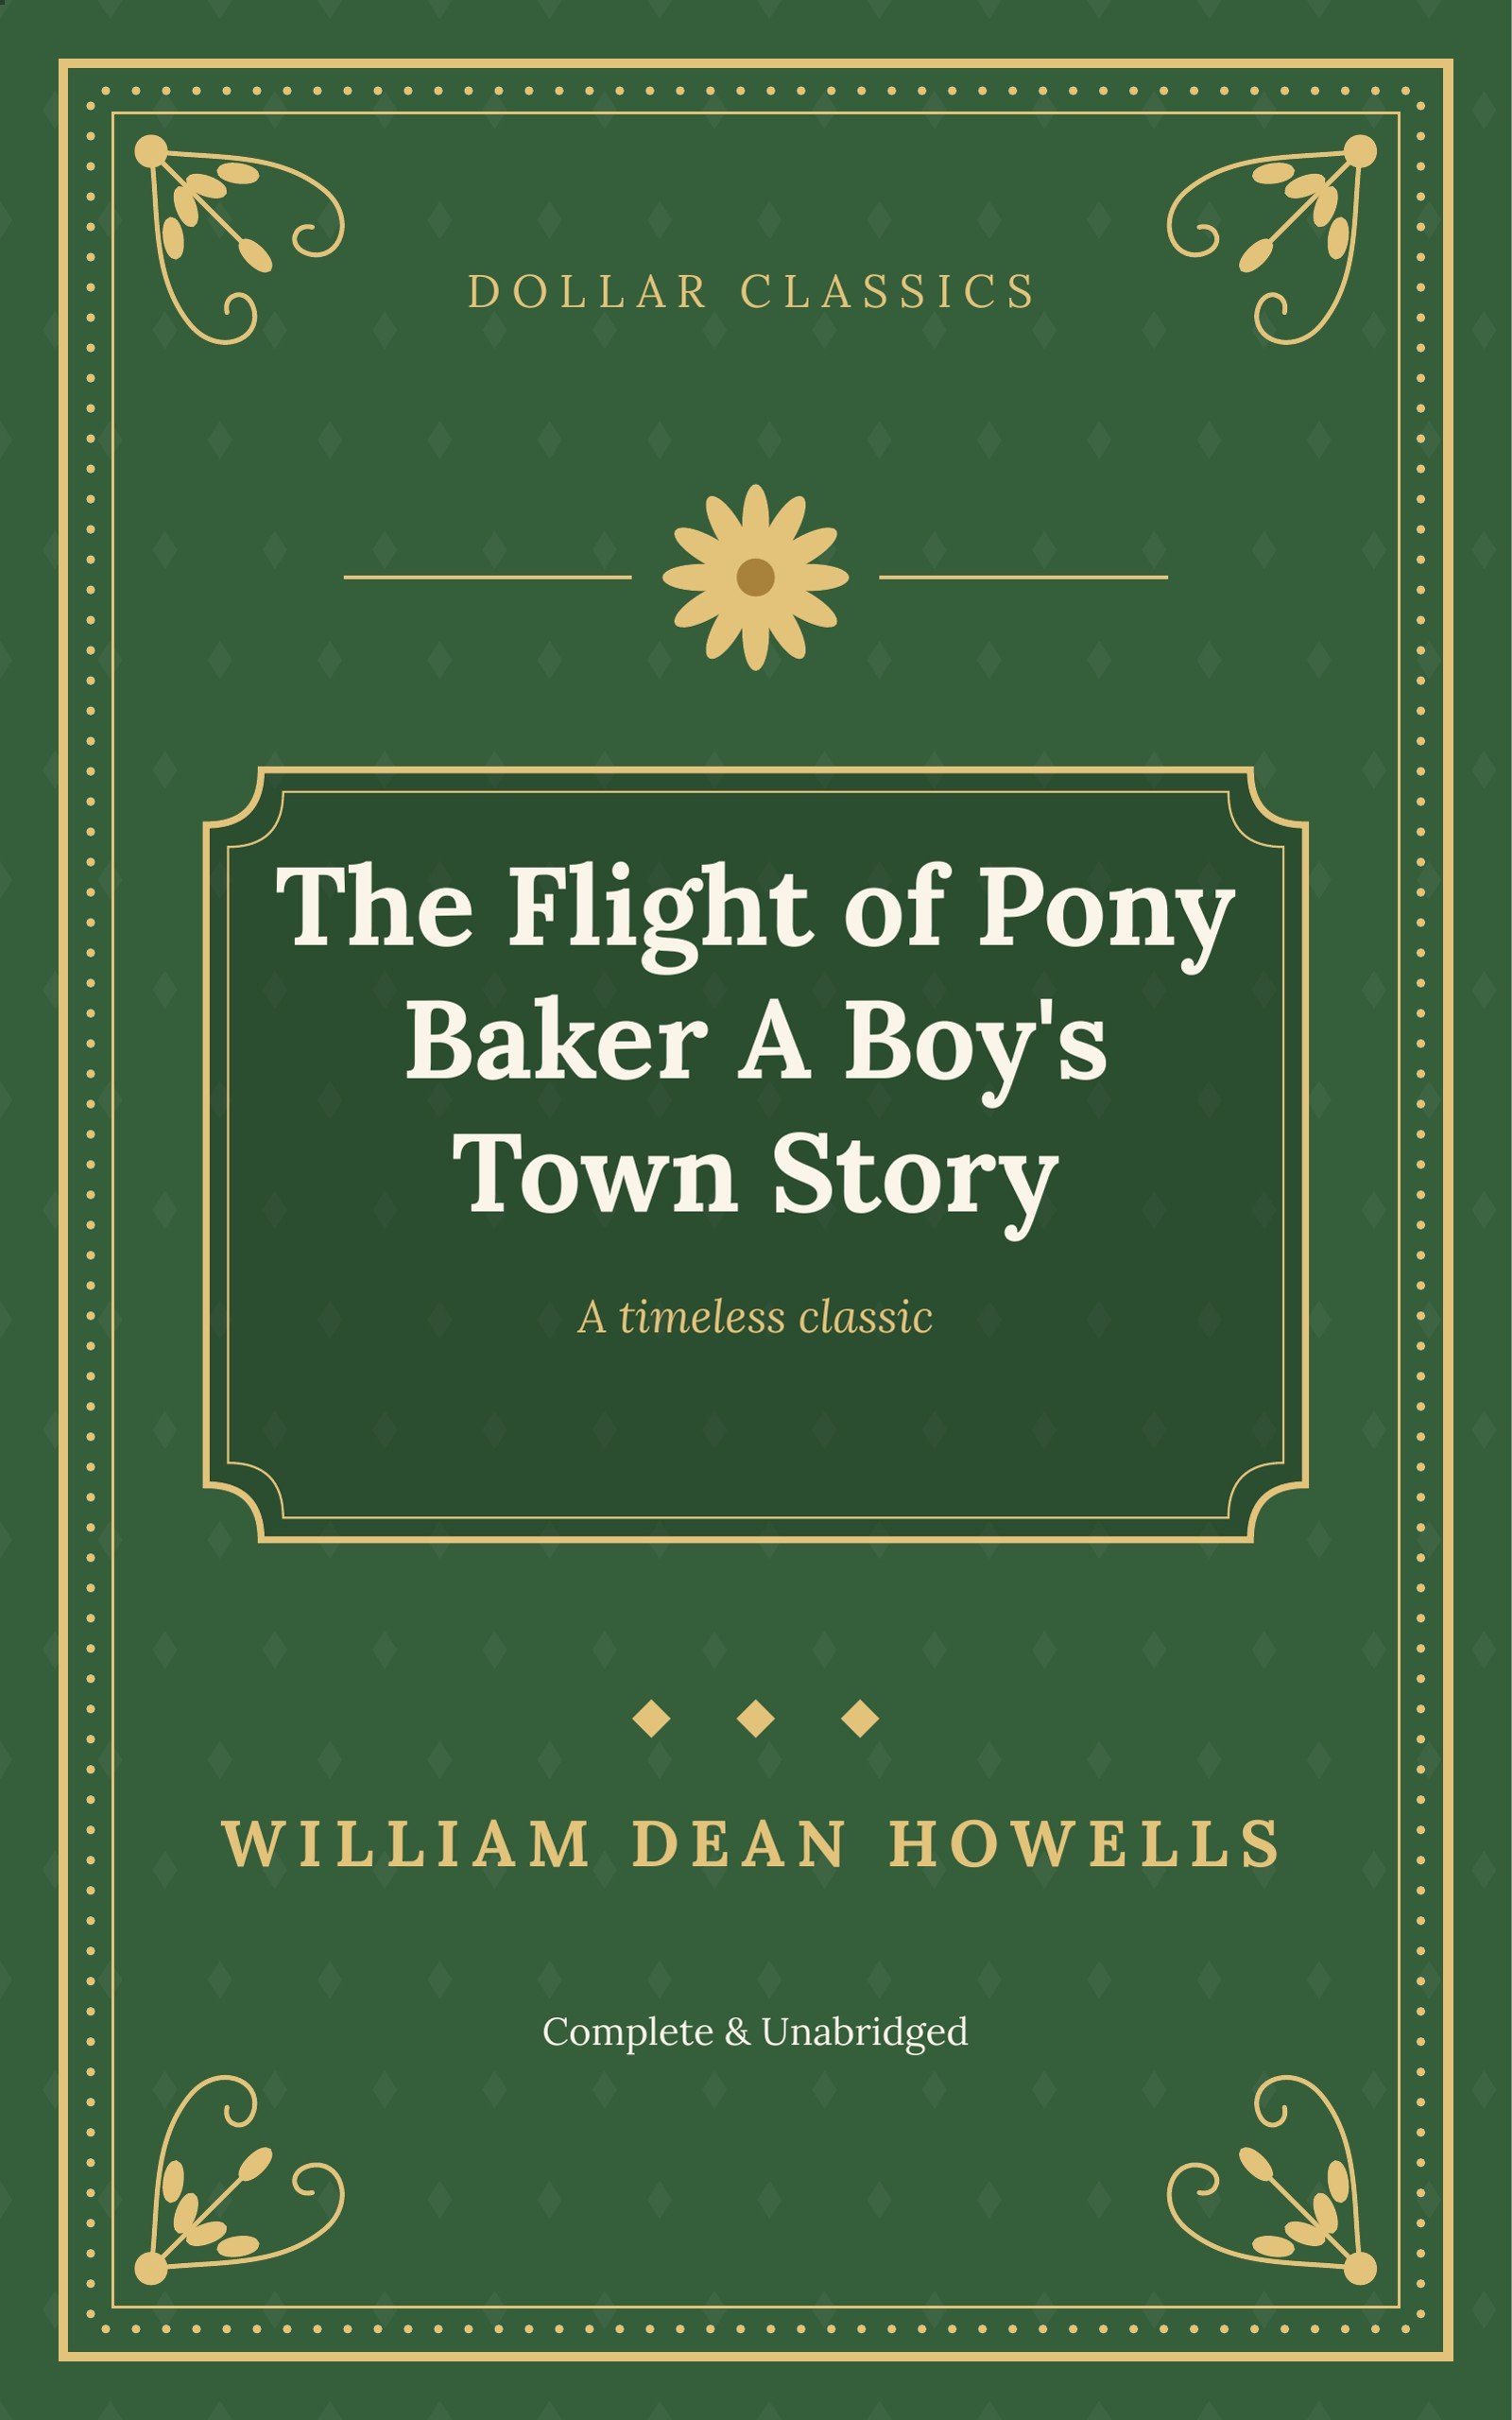 DOLLAR CLASSICS
The Flight of Pony
Baker A Boy's
Town Story
A timeless classic
WILLIAM DEAN HOWELLS
Complete & Unabridged